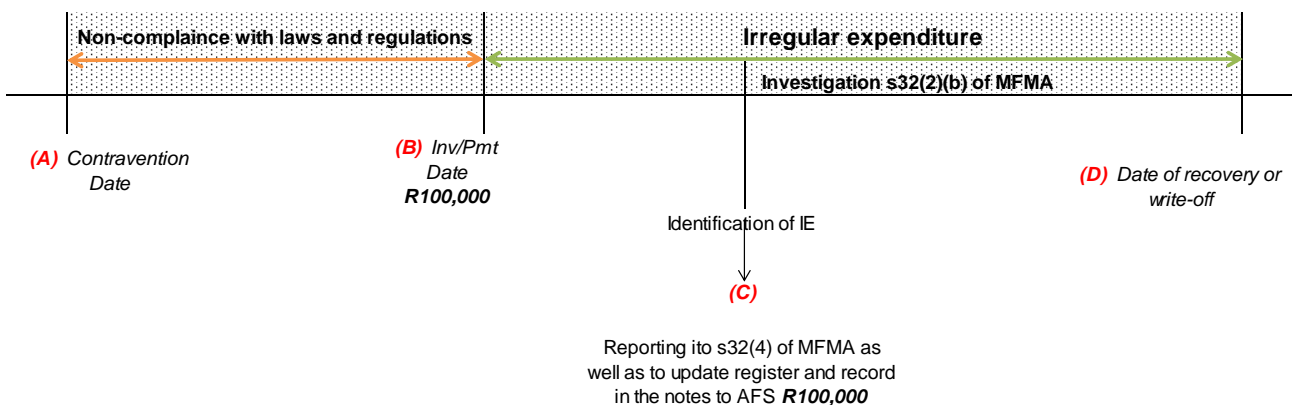 Non-complaince with laws and regulations
Irregular expenditure
Investigation s32(2)(b) of MFMA
(A) Contravention
Date
(B) Inv/Pmt
Date
R100,000
(D) Date of recovery or
write-off
Identification of IE
(C)
Reporting ito s32(4) of MFMA as
well as to update register and record
in the notes to AFS R100,000